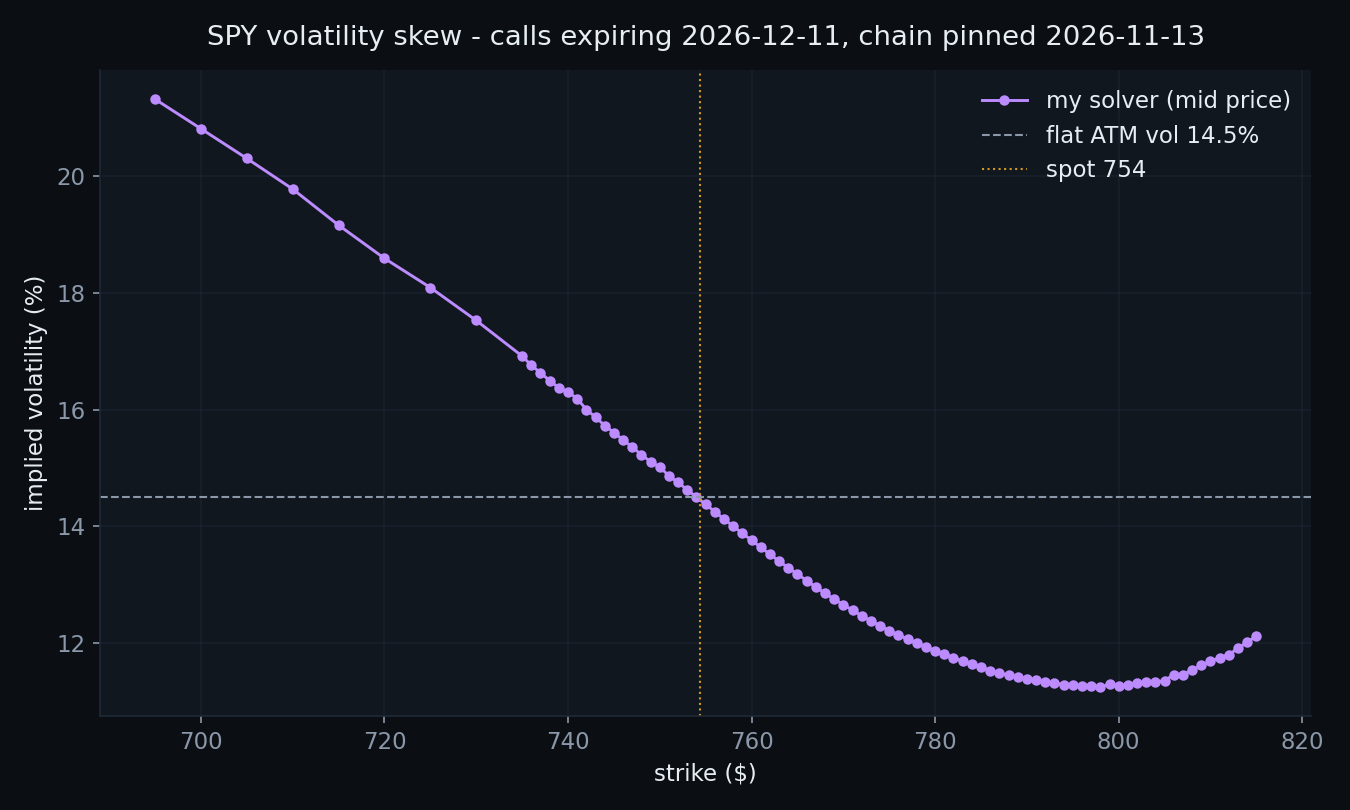 SPY volatility skew - calls expiring 2026-12-11, chain pinned 2026-11-13
my solver (mid price)
flat ATM vol 14.5%
spot 754
implied volatility (%)
20
18
16
14
12
700 720 740 760 780 800 820
strike ($)